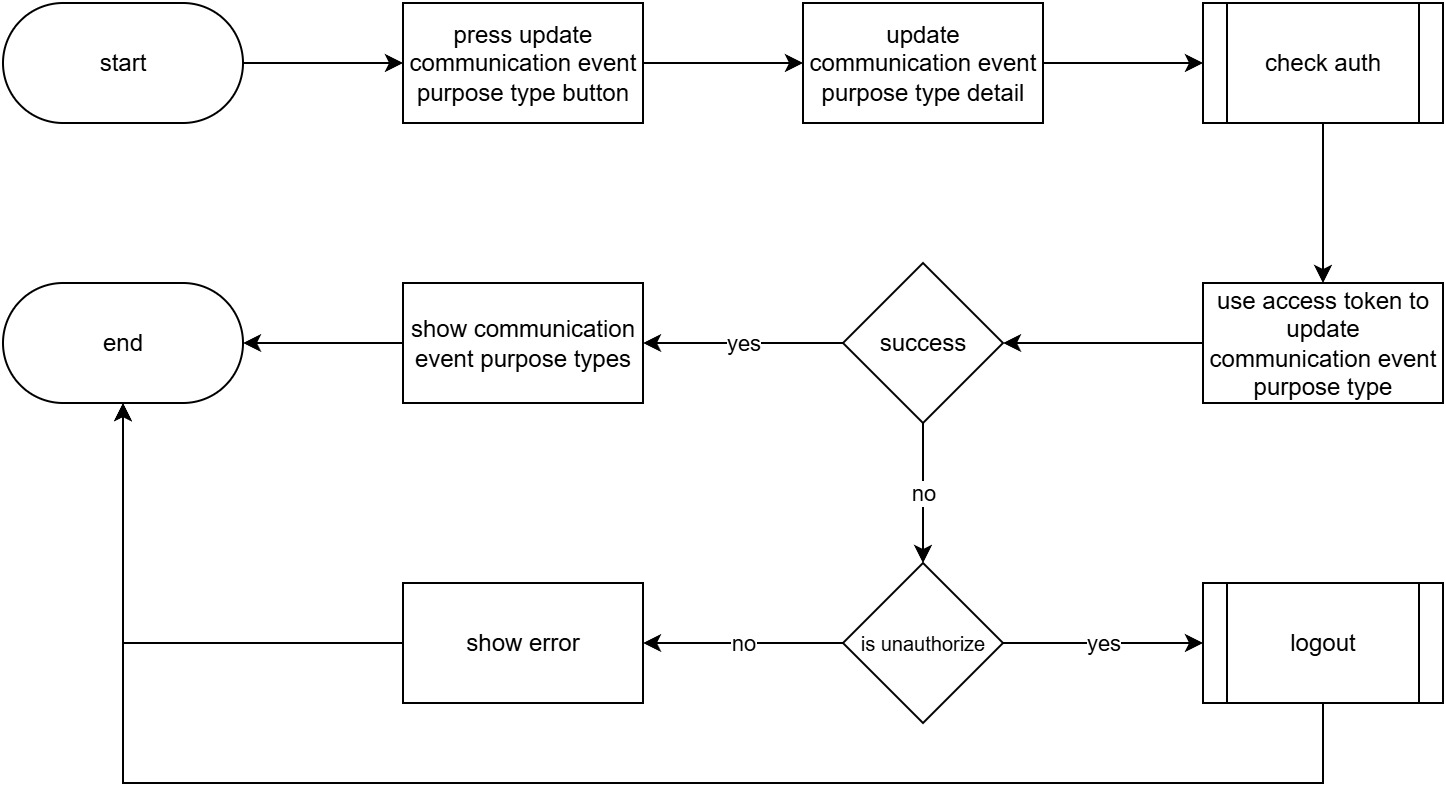 start
press update
communication event
purpose type button
update
communication event
purpose type detail
check auth
end
show communication
event purpose types
yes
success
use access token to
update
communication event
purpose type
no
show error
no
is unauthorize
yes
logout